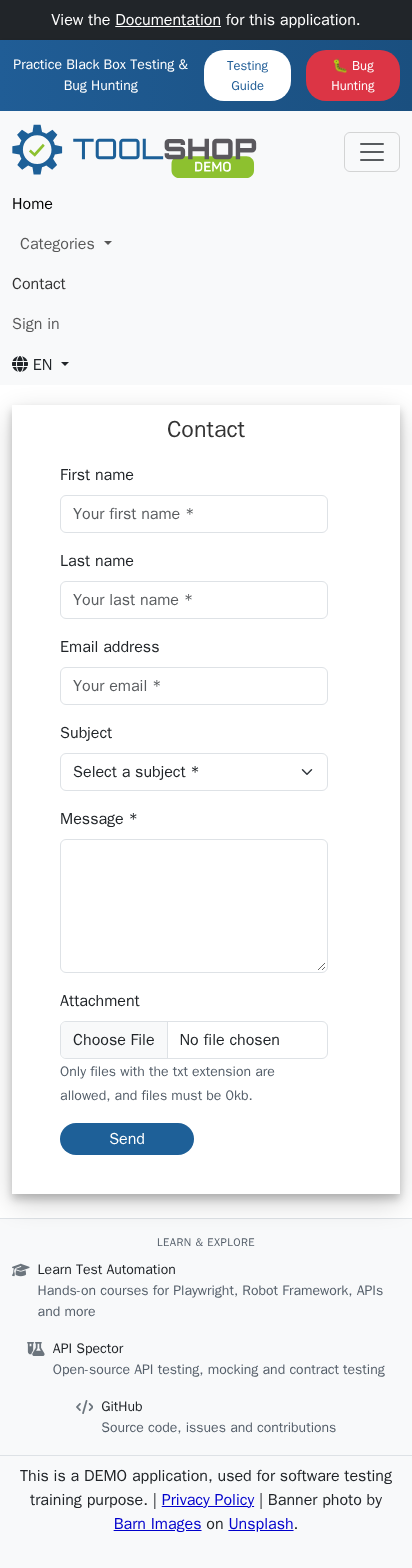 View the Documentation for this application.
Practice Black Box Testing &
Bug Hunting
Testing
Guide
Bug
Hunting
TOOLSHOP
DEMO
Home
Categories
Contact
Sign in
EN
Contact
First name
Your first name *
Last name
Your last name *
Email address
Your email *
Subject
Select a subject *
Message *
Attachment
Choose File No file chosen
Only files with the txt extension are
allowed, and files must be 0kb.
Send
LEARN & EXPLORE
Learn Test Automation
Hands-on courses for Playwright, Robot Framework, APIs
and more
API Spector
Open-source API testing, mocking and contract testing
GitHub
Source code, issues and contributions
This is a DEMO application, used for software testing
training purpose. | Privacy Policy | Banner photo by
Barn Images on Unsplash.